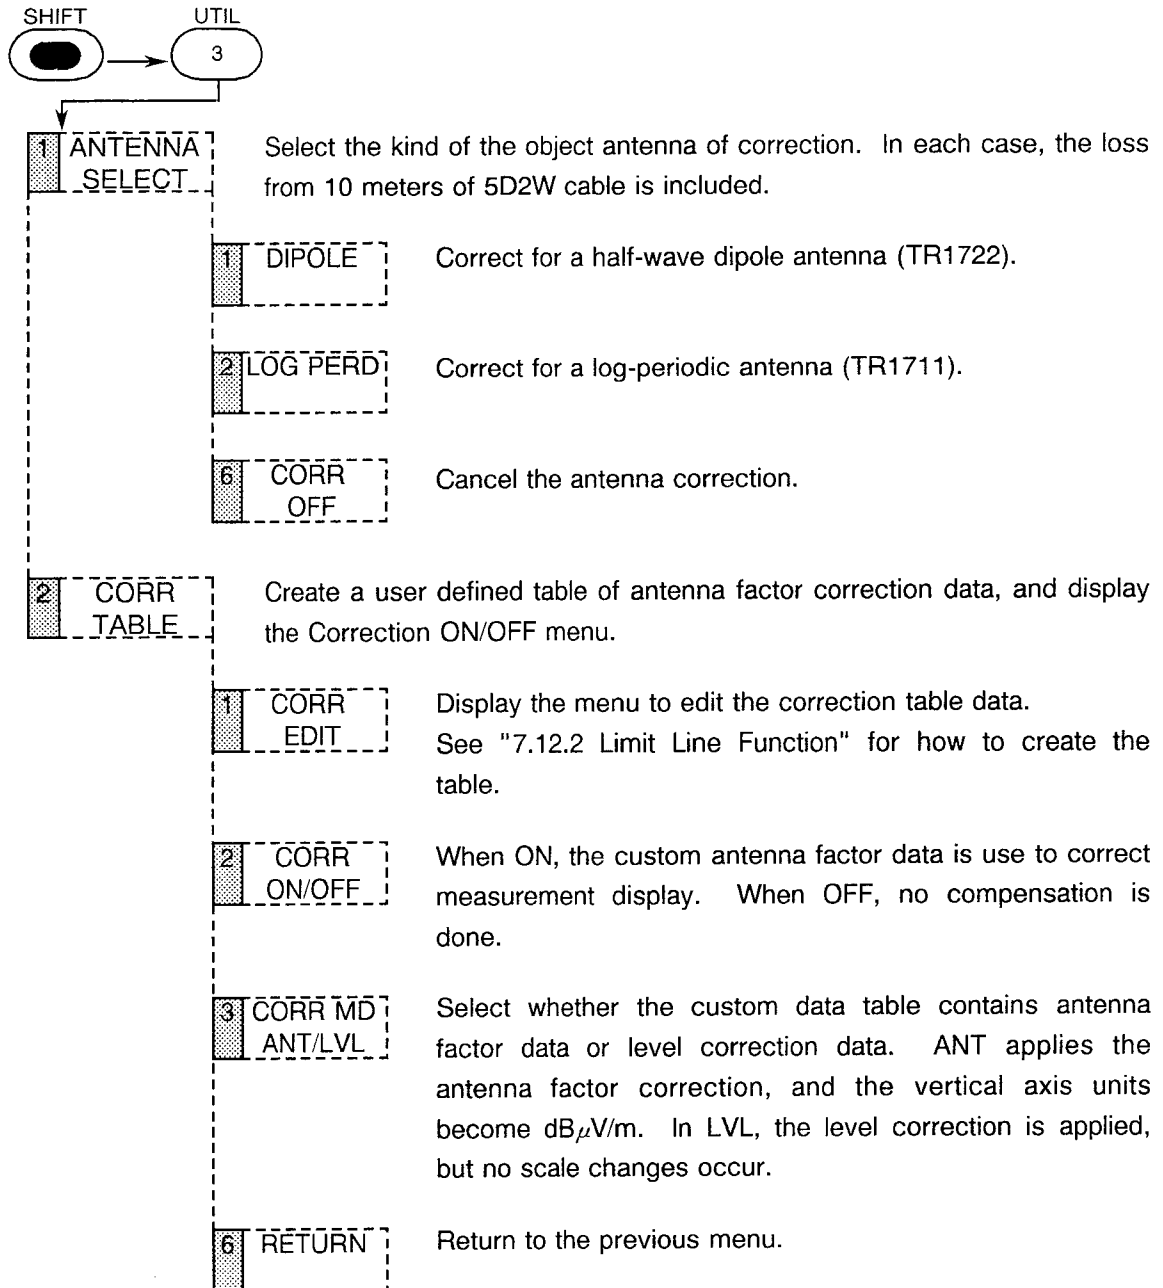 SHIFT UTIL
3
1 ANTENNA SELECT
Select the kind of the object antenna of correction. In each case, the loss
from 10 meters of 5D2W cable is included.
1 DIPOLE
Correct for a half-wave dipole antenna (TR1722).
2 LOG PERD
Correct for a log-periodic antenna (TR1711).
6 CORR OFF
Cancel the antenna correction.
2 CORR TABLE
Create a user defined table of antenna factor correction data, and display
the Correction ON/OFF menu.
1 CORR EDIT
Display the menu to edit the correction table data.
See "7.12.2 Limit Line Function" for how to create the
table.
2 CORR ON/OFF
When ON, the custom antenna factor data is use to correct
measurement display. When OFF, no compensation is
done.
3 CORR MD ANT/LVL
Select whether the custom data table contains antenna
factor data or level correction data. ANT applies the
antenna factor correction, and the vertical axis units
become dBμV/m. In LVL, the level correction is applied,
but no scale changes occur.
6 RETURN
Return to the previous menu.